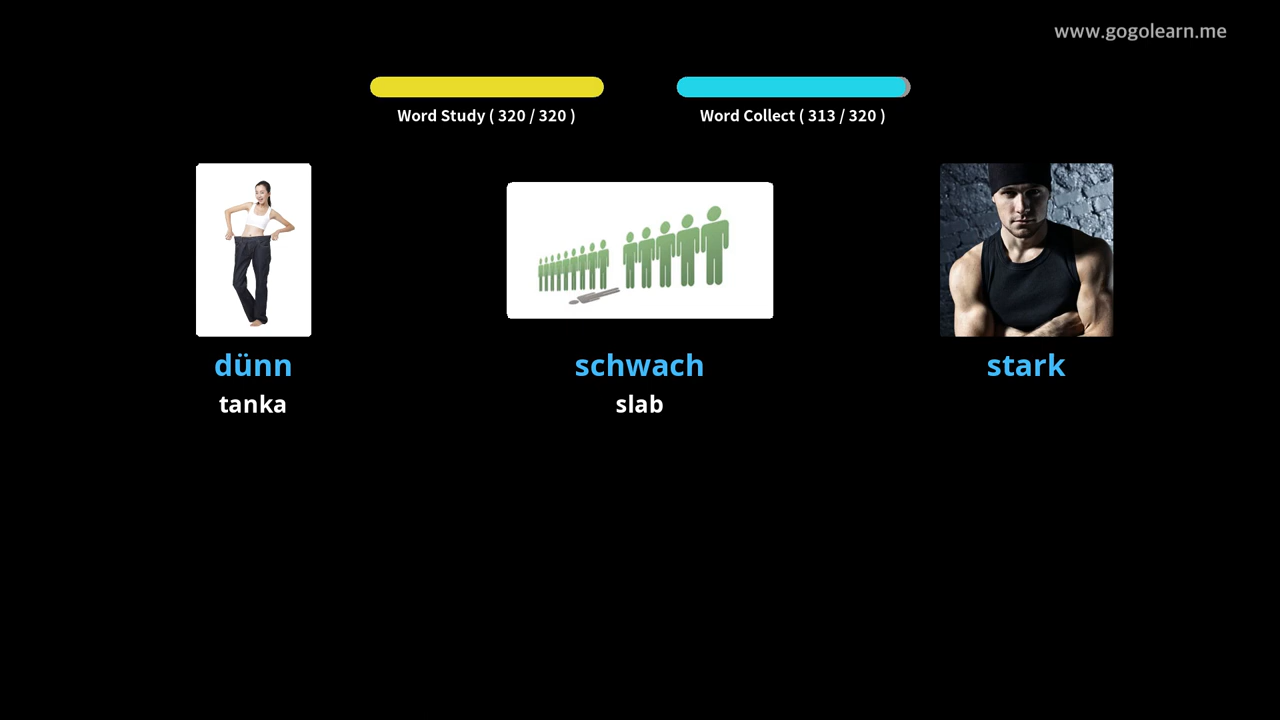 www.gogolearn.me
Word Study ( 320 / 320 )
Word Collect ( 313 / 320 )
dünn
schwach
stark
tanka
slab